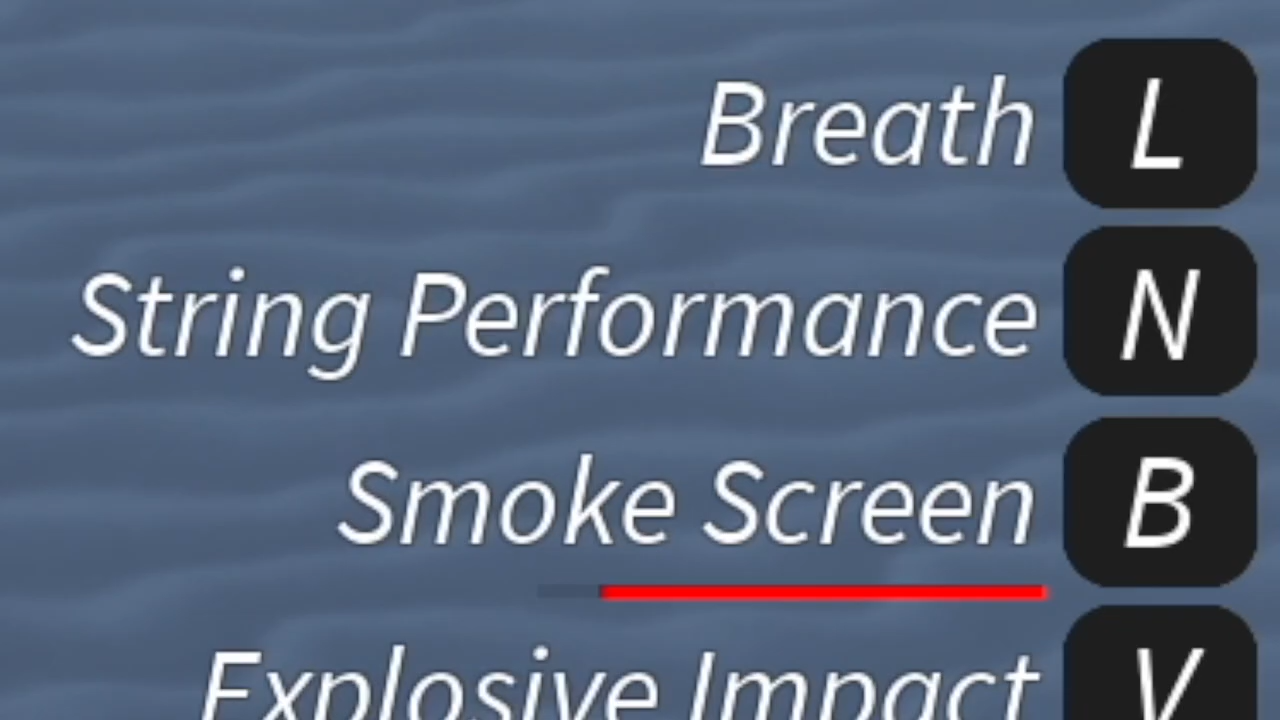 Breath L
String Performance N
Smoke Screen B
Explosive Impact V